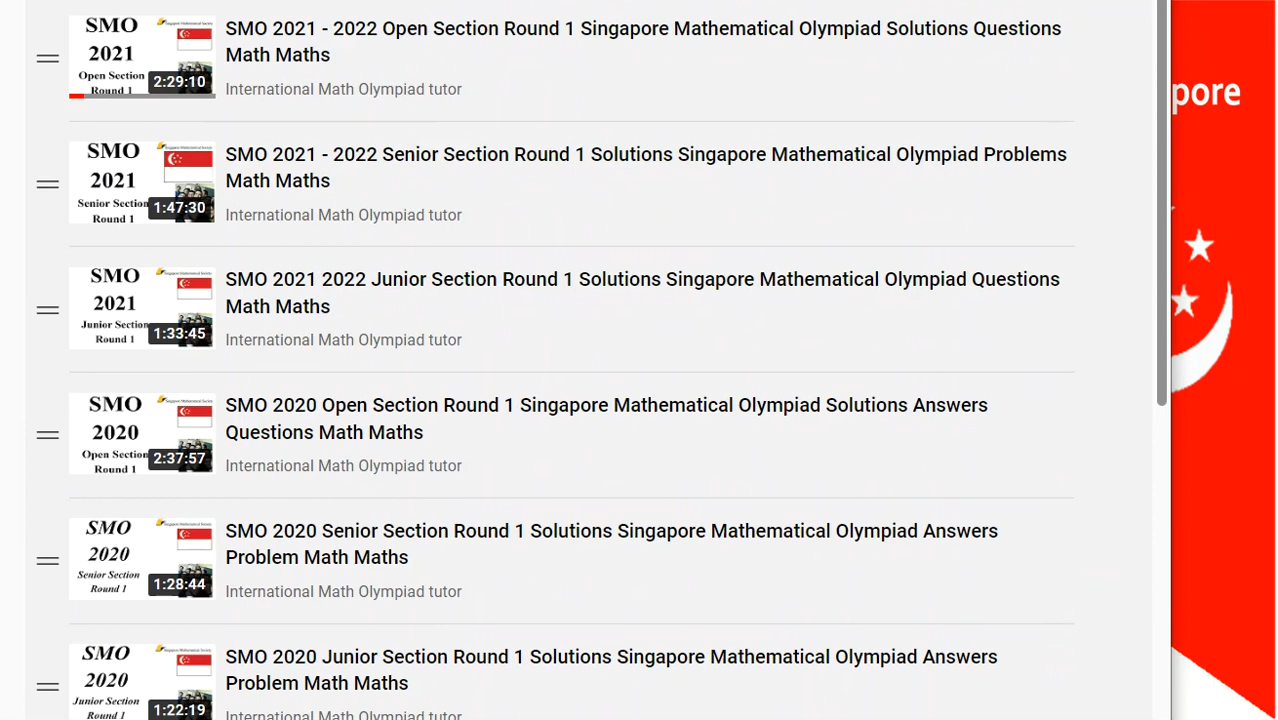 SMO
2021
Open Section
Round 1
2:29:10
SMO 2021 - 2022 Open Section Round 1 Singapore Mathematical Olympiad Solutions Questions
Math Maths
International Math Olympiad tutor
pore
SMO
2021
Senior Section
Round 1
1:47:30
SMO 2021 - 2022 Senior Section Round 1 Solutions Singapore Mathematical Olympiad Problems
Math Maths
International Math Olympiad tutor
SMO
2021
Junior Section
Round 1
1:33:45
SMO 2021 2022 Junior Section Round 1 Solutions Singapore Mathematical Olympiad Questions
Math Maths
International Math Olympiad tutor
SMO
2020
Open Section
Round 1
2:37:57
SMO 2020 Open Section Round 1 Singapore Mathematical Olympiad Solutions Answers
Questions Math Maths
International Math Olympiad tutor
SMO
2020
Senior Section
Round 1
1:28:44
SMO 2020 Senior Section Round 1 Solutions Singapore Mathematical Olympiad Answers
Problem Math Maths
International Math Olympiad tutor
SMO
2020
Junior Section
Round 1
1:22:19
SMO 2020 Junior Section Round 1 Solutions Singapore Mathematical Olympiad Answers
Problem Math Maths
International Math Olympiad tutor